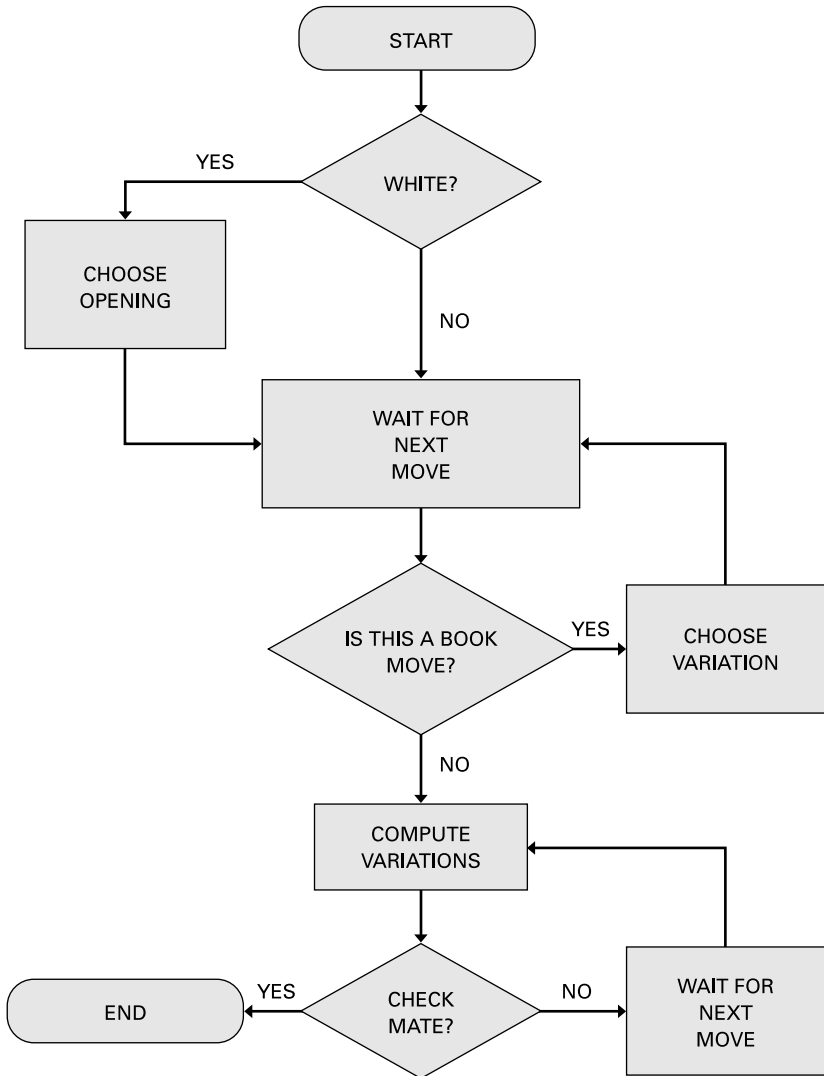 START
YES
WHITE?
CHOOSE
OPENING
NO
WAIT FOR
NEXT
MOVE
IS THIS A BOOK
MOVE?
YES
CHOOSE
VARIATION
NO
COMPUTE
VARIATIONS
END
YES
CHECK
MATE?
NO
WAIT FOR
NEXT
MOVE